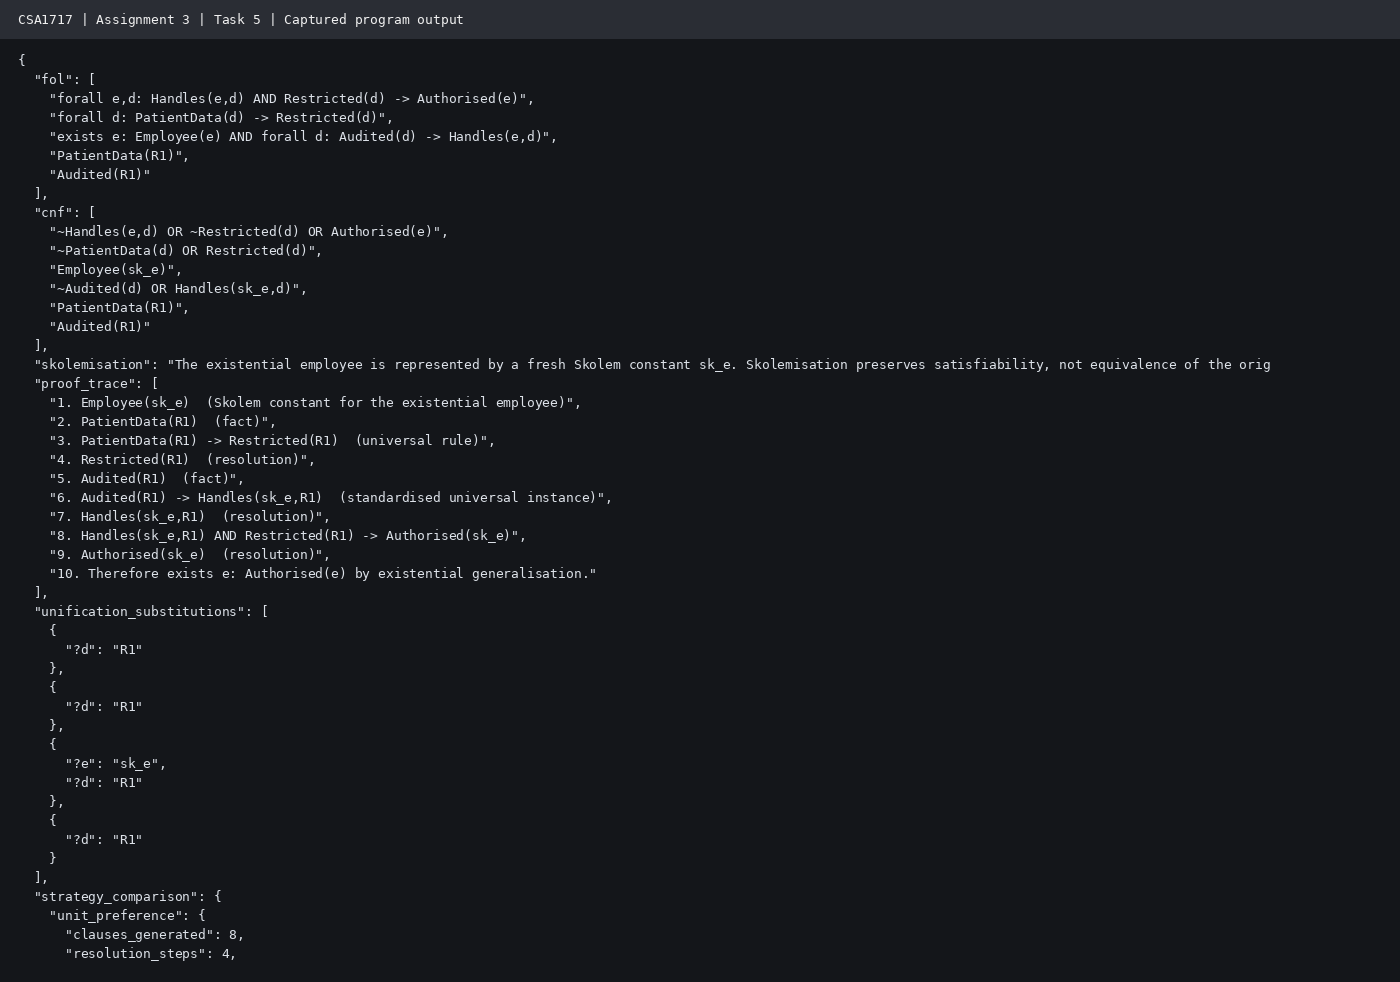 CSA1717 | Assignment 3 | Task 5 | Captured program output
{
  "fol": [
    "forall e,d: Handles(e,d) AND Restricted(d) -> Authorised(e)",
    "forall d: PatientData(d) -> Restricted(d)",
    "exists e: Employee(e) AND forall d: Audited(d) -> Handles(e,d)",
    "PatientData(R1)",
    "Audited(R1)"
  ],
  "cnf": [
    "~Handles(e,d) OR ~Restricted(d) OR Authorised(e)",
    "~PatientData(d) OR Restricted(d)",
    "Employee(sk_e)",
    "~Audited(d) OR Handles(sk_e,d)",
    "PatientData(R1)",
    "Audited(R1)"
  ],
  "skolemisation": "The existential employee is represented by a fresh Skolem constant sk_e. Skolemisation preserves satisfiability, not equivalence of the orig
  "proof_trace": [
    "1. Employee(sk_e)  (Skolem constant for the existential employee)",
    "2. PatientData(R1)  (fact)",
    "3. PatientData(R1) -> Restricted(R1)  (universal rule)",
    "4. Restricted(R1)  (resolution)",
    "5. Audited(R1)  (fact)",
    "6. Audited(R1) -> Handles(sk_e,R1)  (standardised universal instance)",
    "7. Handles(sk_e,R1)  (resolution)",
    "8. Handles(sk_e,R1) AND Restricted(R1) -> Authorised(sk_e)",
    "9. Authorised(sk_e)  (resolution)",
    "10. Therefore exists e: Authorised(e) by existential generalisation."
  ],
  "unification_substitutions": [
    {
      "?d": "R1"
    },
    {
      "?d": "R1"
    },
    {
      "?e": "sk_e",
      "?d": "R1"
    },
    {
      "?d": "R1"
    }
  ],
  "strategy_comparison": {
    "unit_preference": {
      "clauses_generated": 8,
      "resolution_steps": 4,